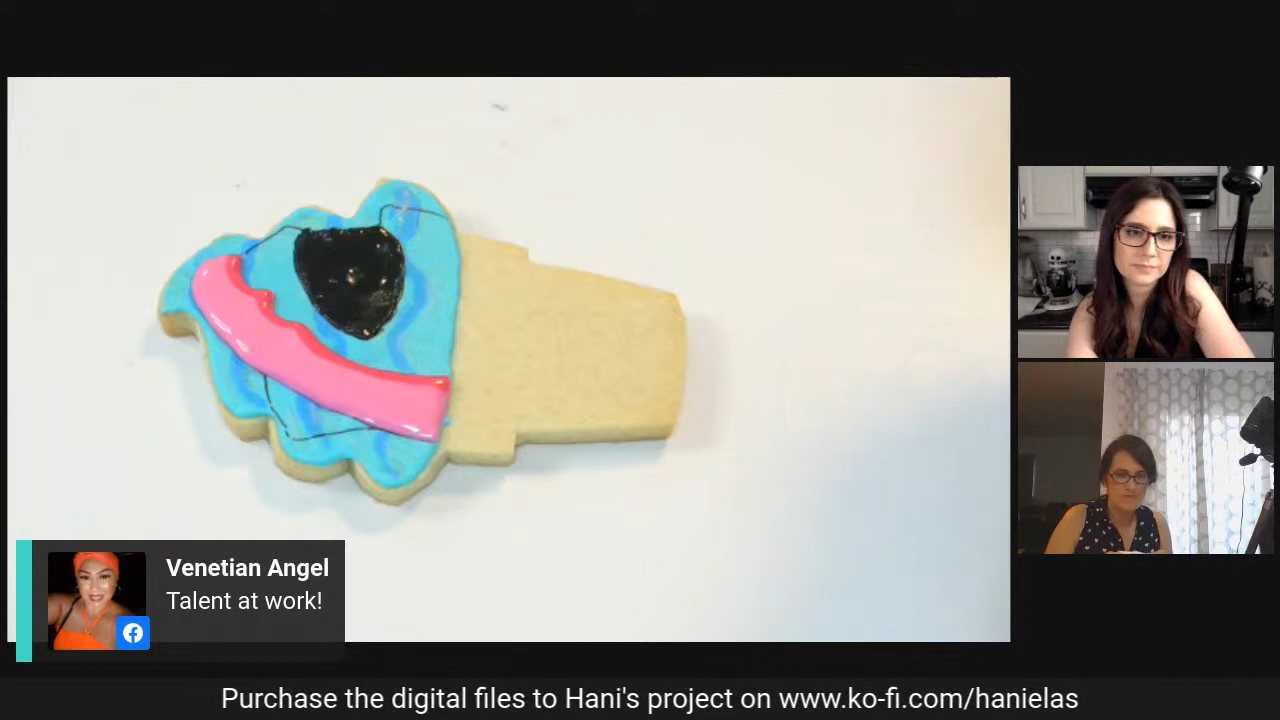 Venetian Angel
Talent at work!
Purchase the digital files to Hani's project on www.ko-fi.com/hanielas